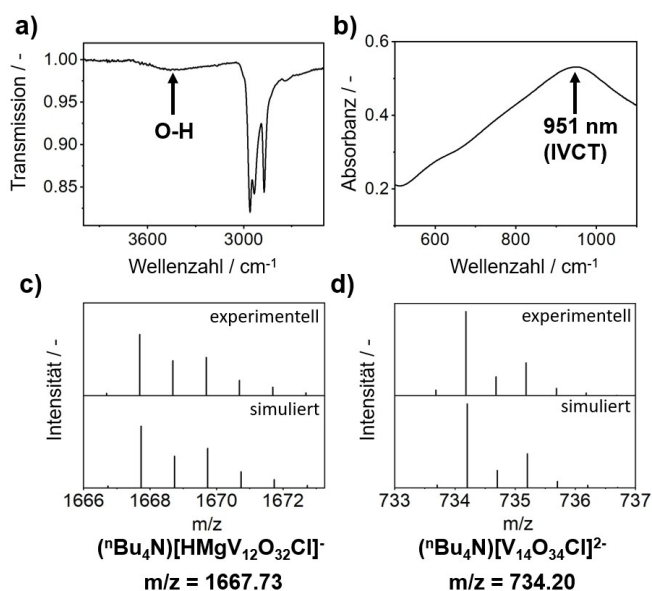 a)
Transmission / -
1.00
0.95
0.90
0.85
O-H
3600
3000
Wellenzahl / cm⁻¹
b)
Absorbanz / -
0.6
0.4
0.2
951 nm
(IVCT)
600
800
1000
Wellenzahl / cm⁻¹
c)
Intensität / -
experimentell
simuliert
1666
1668
1670
1672
m/z
(ⁿBu₄N)[HMgV₁₂O₃₂Cl]⁻
m/z = 1667.73
d)
Intensität / -
experimentell
simuliert
733
734
735
736
737
m/z
(ⁿBu₄N)[V₁₄O₃₄Cl]²⁻
m/z = 734.20